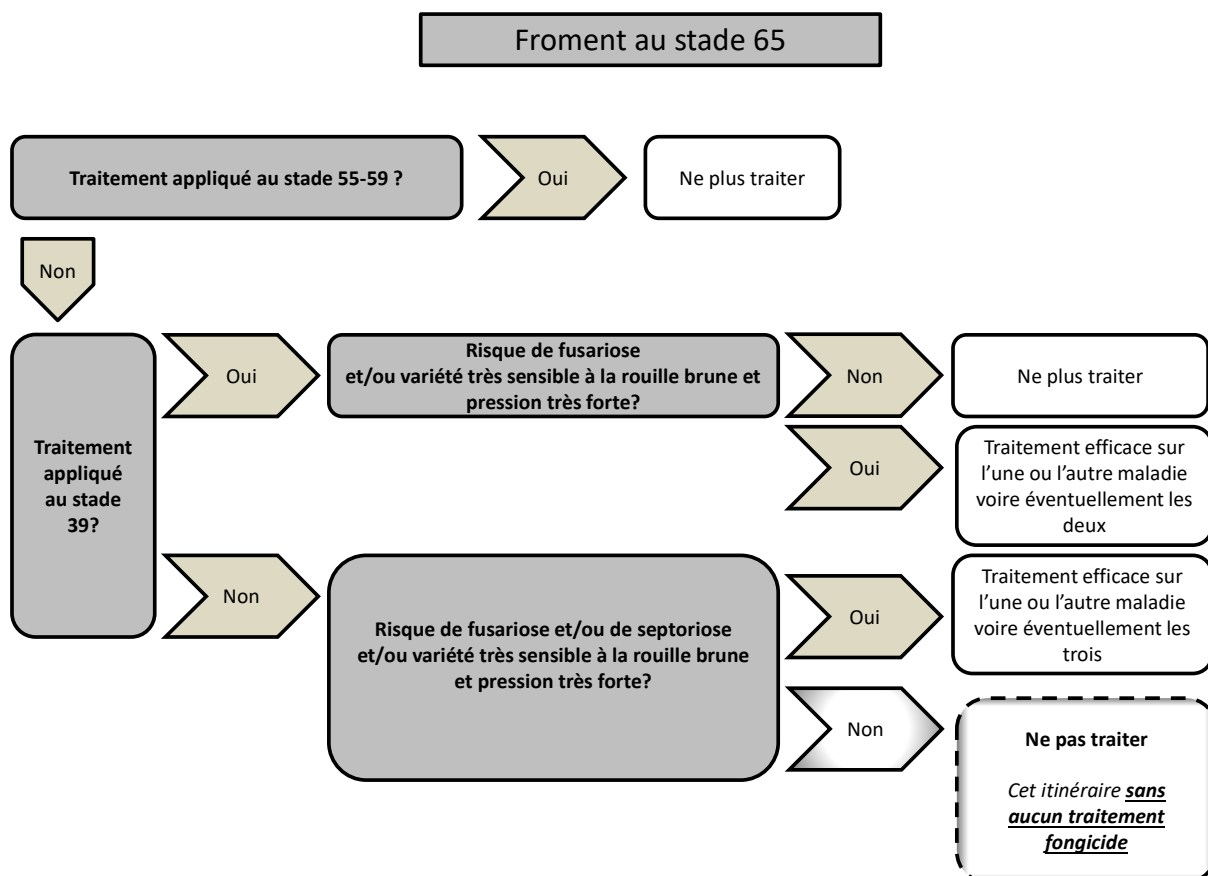 Froment au stade 65
Traitement appliqué au stade 55-59 ?
Oui
Ne plus traiter
Non
Traitement
appliqué
au stade
39?
Oui
Risque de fusariose
et/ou variété très sensible à la rouille brune et
pression très forte?
Non
Ne plus traiter
Oui
Traitement efficace sur
l’une ou l’autre maladie
voire éventuellement les
deux
Non
Risque de fusariose et/ou de septoriose
et/ou variété très sensible à la rouille brune
et pression très forte?
Oui
Traitement efficace sur
l’une ou l’autre maladie
voire éventuellement les
trois
Non
Ne pas traiter
Cet itinéraire sans
aucun traitement
fongicide